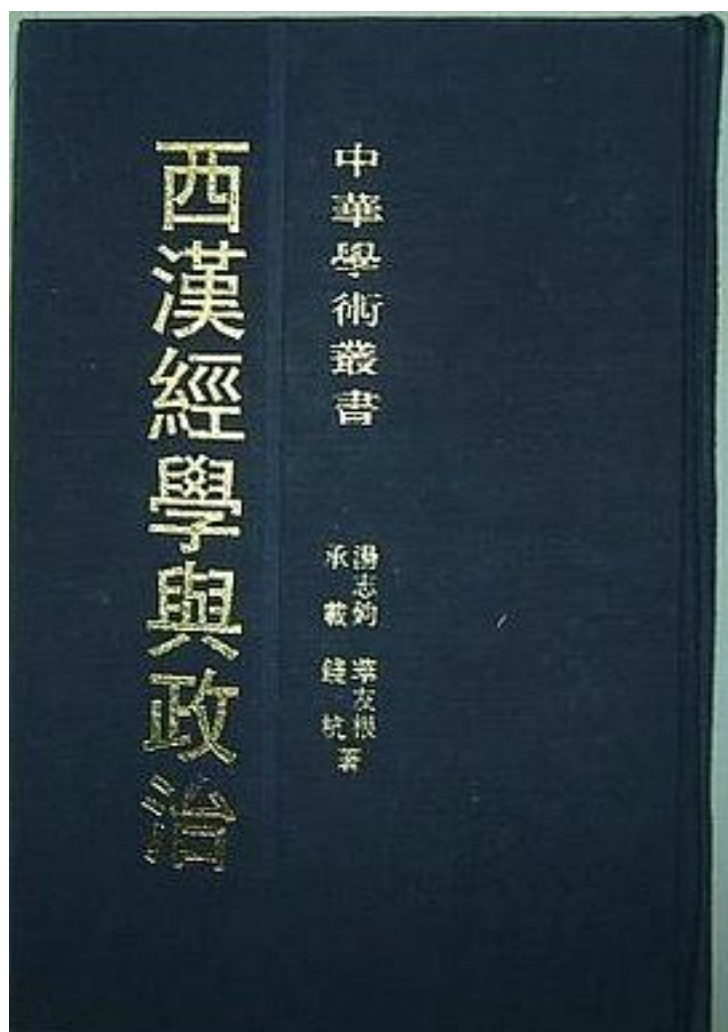 中華學術叢書
湯志鈞 華友根
承載 錢杭
著
西漢經學與政治